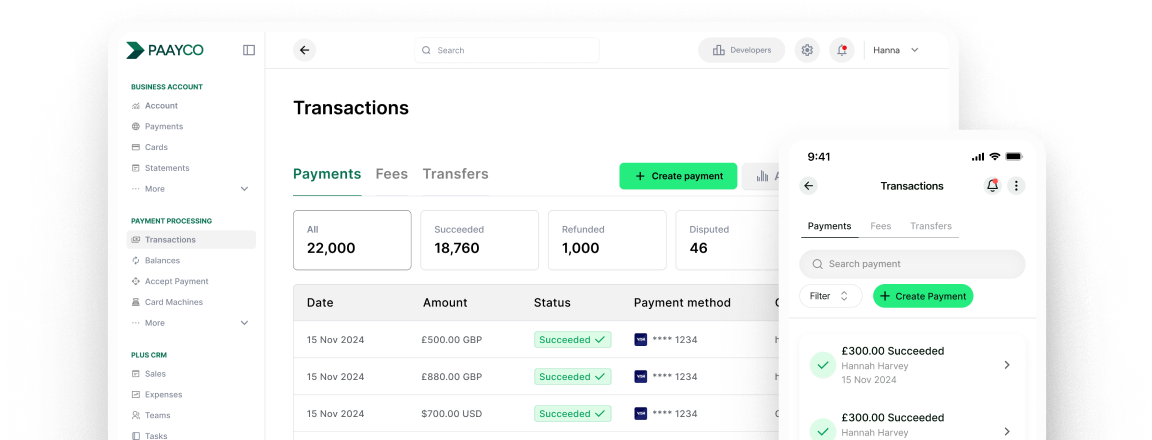 PAAYCO
Search
Developers
Hanna
BUSINESS ACCOUNT
Account
Payments
Cards
Statements
More
PAYMENT PROCESSING
Transactions
Balances
Accept Payment
Card Machines
More
PLUS CRM
Sales
Expenses
Teams
Tasks
Transactions
Payments Fees Transfers
+ Create payment
All
22,000
Succeeded
18,760
Refunded
1,000
Disputed
46
Date Amount Status Payment method
15 Nov 2024 £500.00 GBP Succeeded VISA **** 1234
15 Nov 2024 £880.00 GBP Succeeded VISA **** 1234
15 Nov 2024 $700.00 USD Succeeded VISA **** 1234
9:41
Transactions
Payments Fees Transfers
Search payment
Filter + Create Payment
£300.00 Succeeded
Hannah Harvey
15 Nov 2024
£300.00 Succeeded
Hannah Harvey